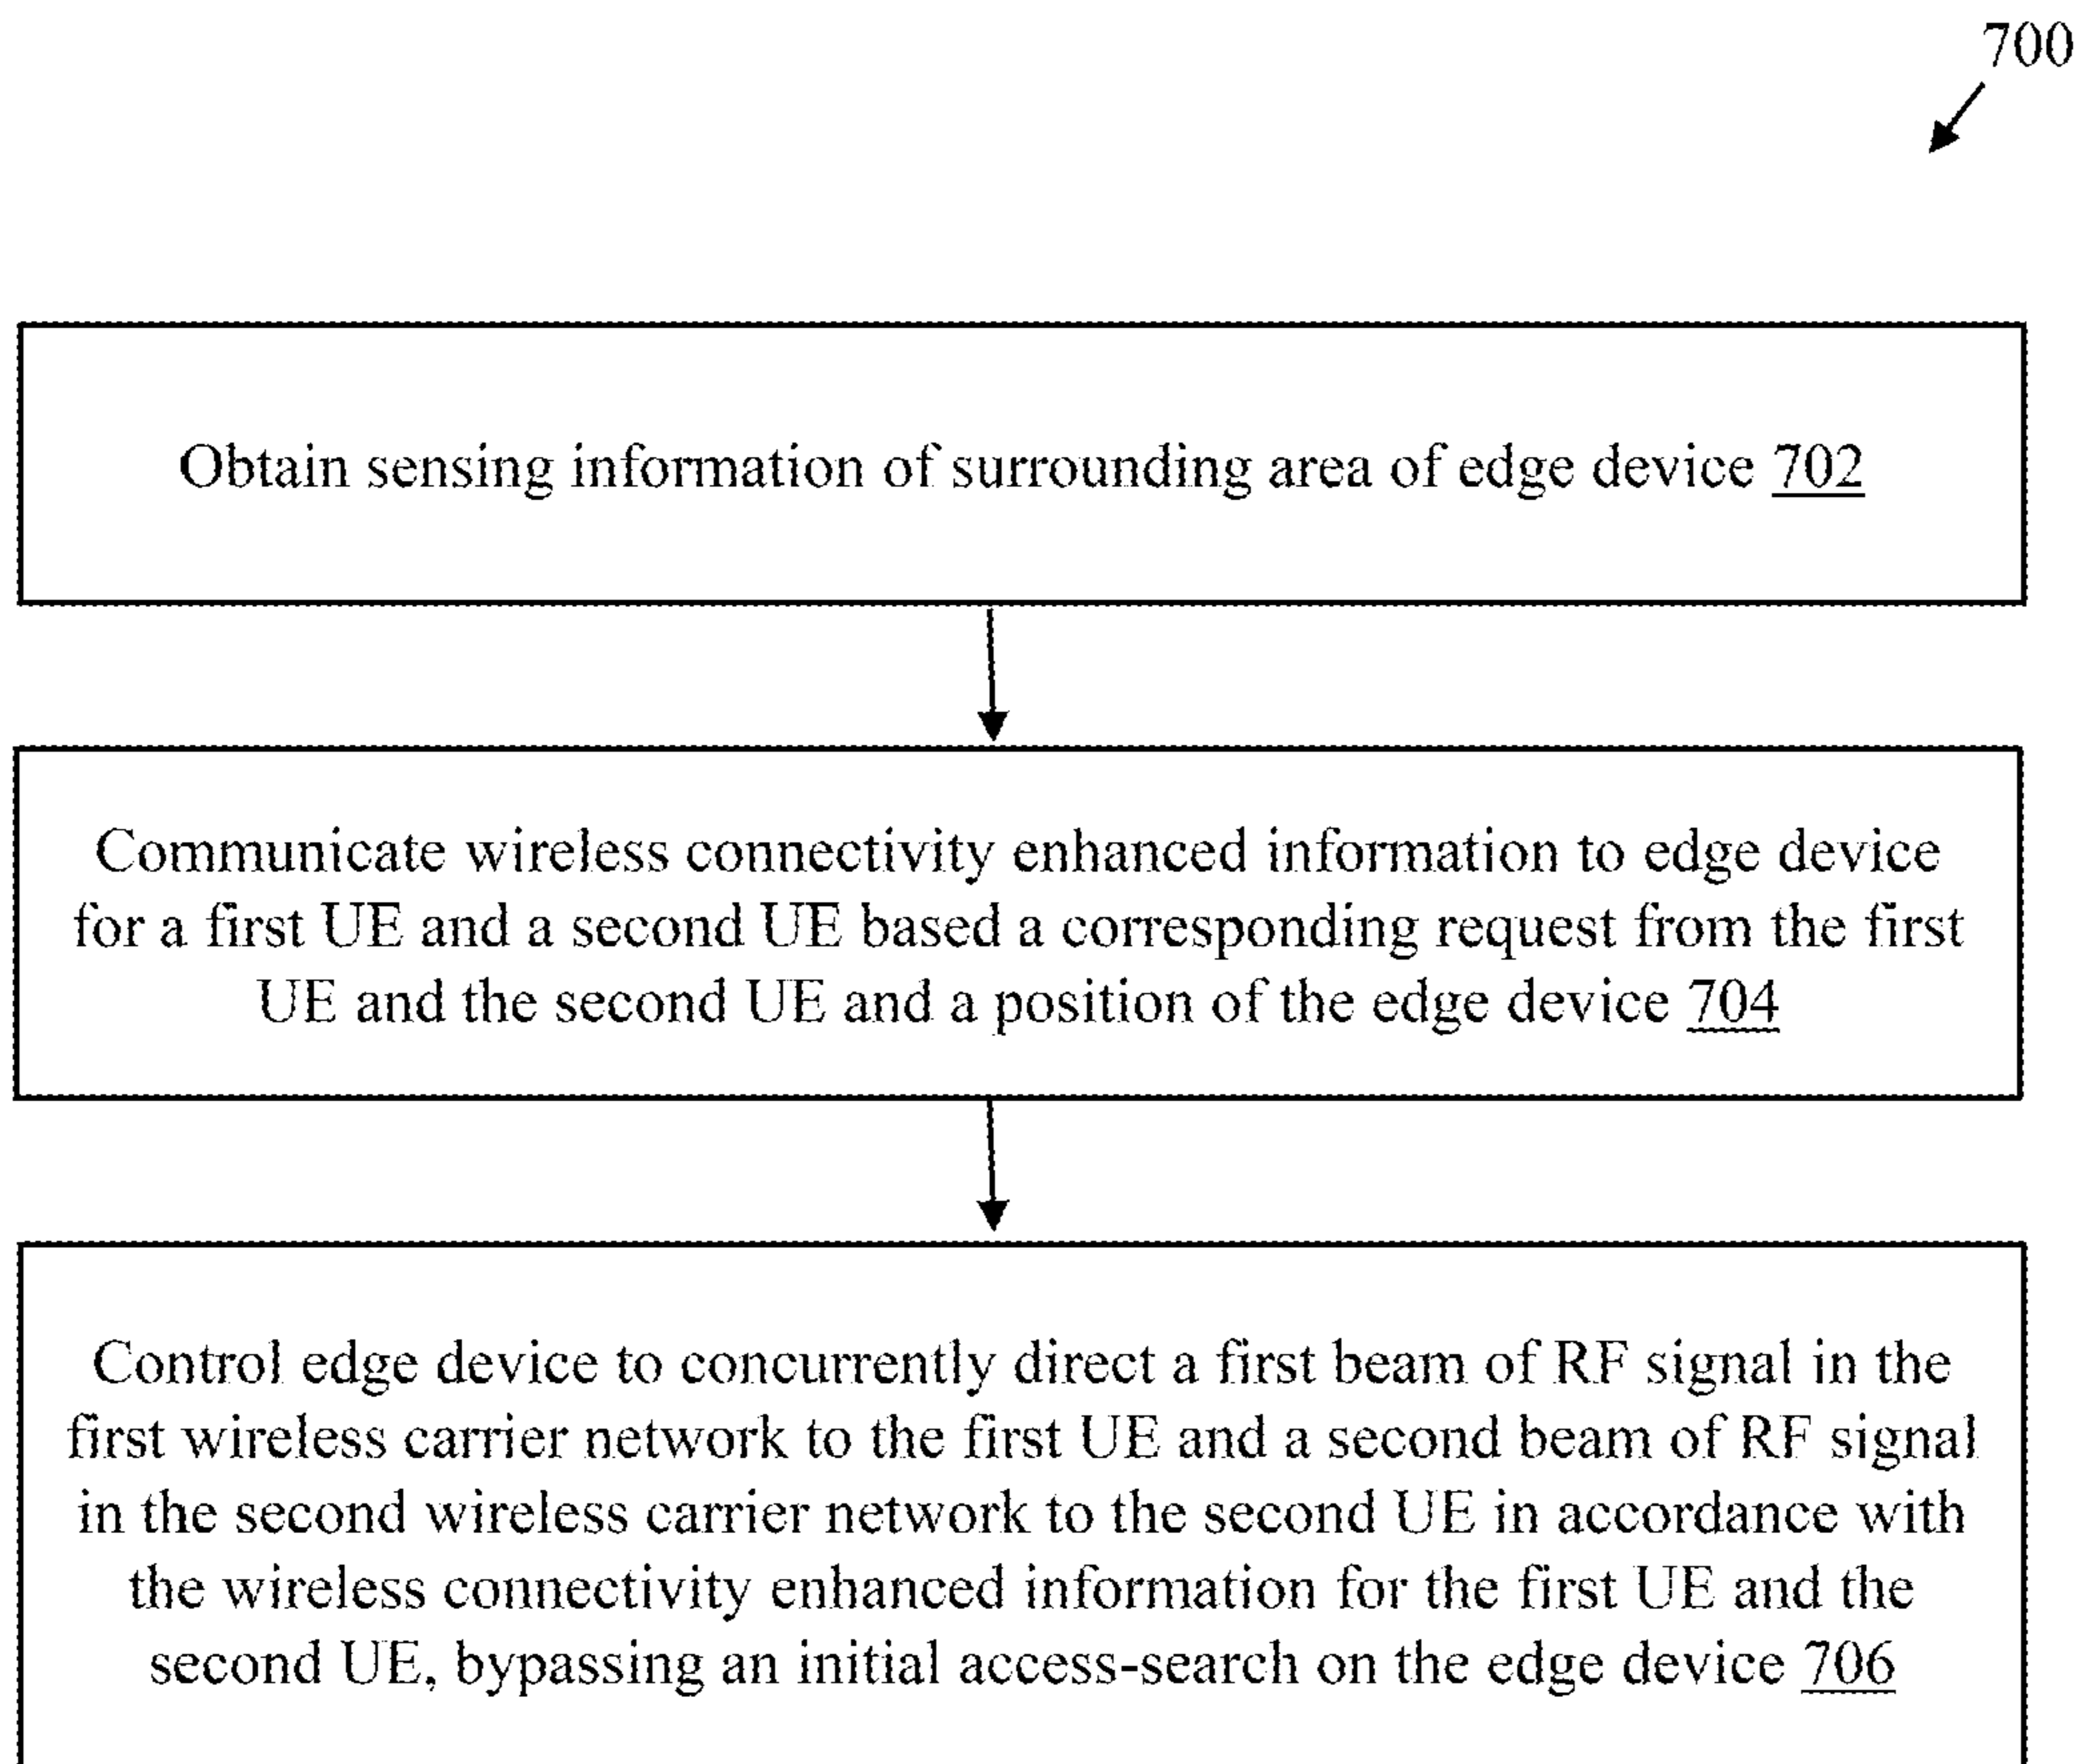 700
Obtain sensing information of surrounding area of edge device 702
Communicate wireless connectivity enhanced information to edge device
for a first UE and a second UE based a corresponding request from the first
UE and the second UE and a position of the edge device 704
Control edge device to concurrently direct a first beam of RF signal in the
first wireless carrier network to the first UE and a second beam of RF signal
in the second wireless carrier network to the second UE in accordance with
the wireless connectivity enhanced information for the first UE and the
second UE, bypassing an initial access-search on the edge device 706